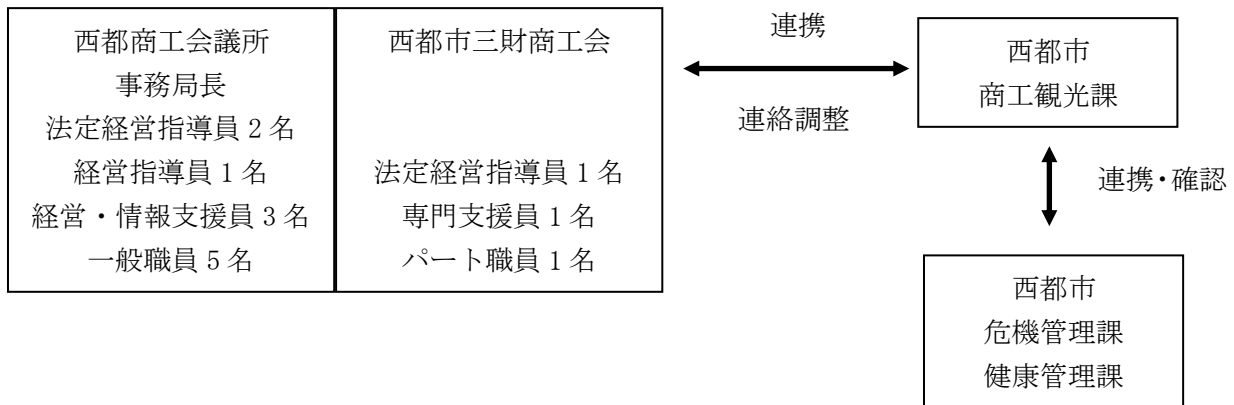 西都商工会議所
事務局長
法定経営指導員 2 名
経営指導員 1 名
経営・情報支援員 3 名
一般職員 5 名
西都市三財商工会
法定経営指導員 1 名
専門支援員 1 名
パート職員 1 名
連携
連絡調整
西都市
商工観光課
連携・確認
西都市
危機管理課
健康管理課